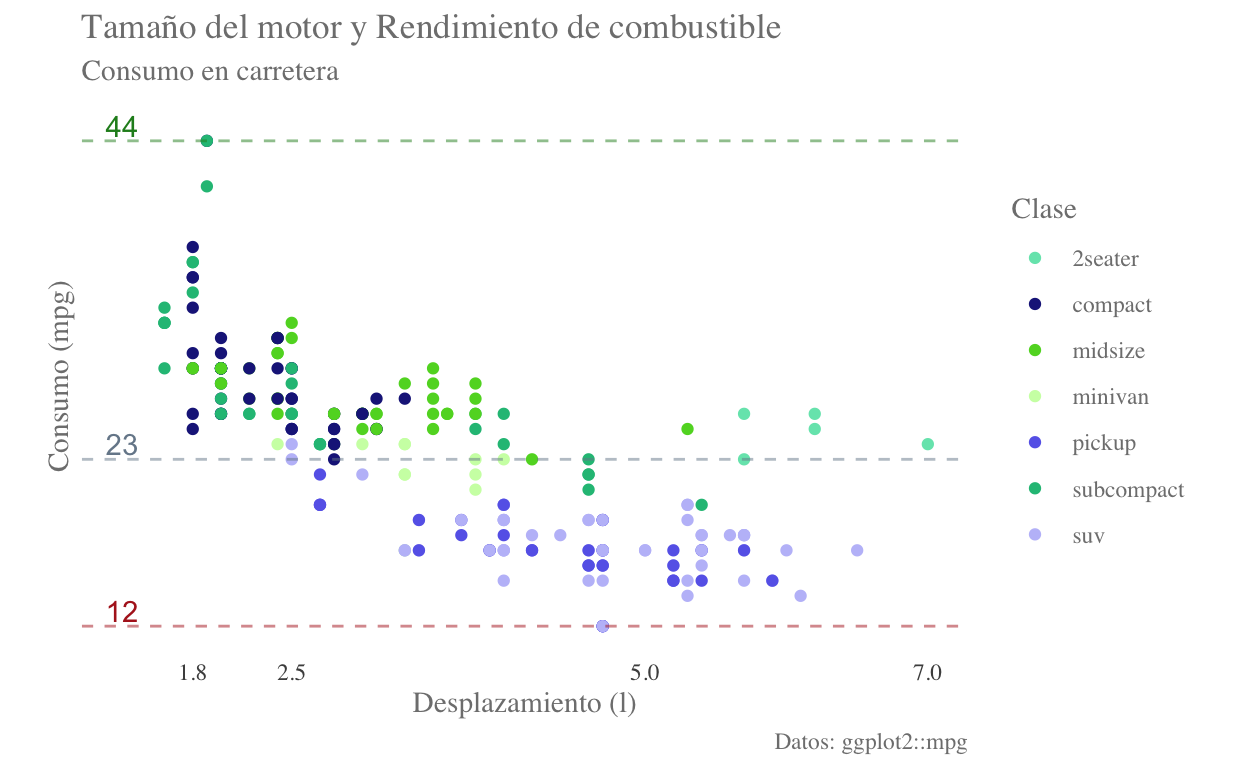 Tamaño del motor y Rendimiento de combustible
Consumo en carretera
44
23
12
Consumo (mpg)
1.8 2.5 5.0 7.0
Desplazamiento (l)
Clase
2seater
compact
midsize
minivan
pickup
subcompact
suv
Datos: ggplot2::mpg